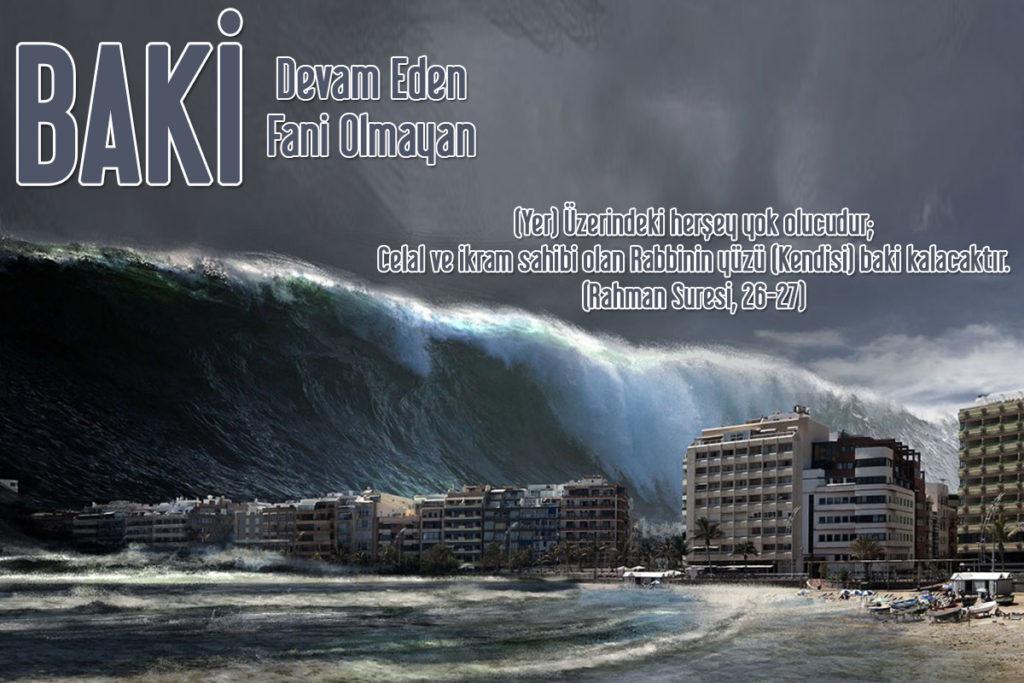 BAKİ
Devam Eden
Fani Olmayan
(Yer) Üzerindeki herşey yok olucudur;
Celal ve ikram sahibi olan Rabbinin yüzü (Kendisi) baki kalacaktır.
(Rahman Suresi, 26-27)